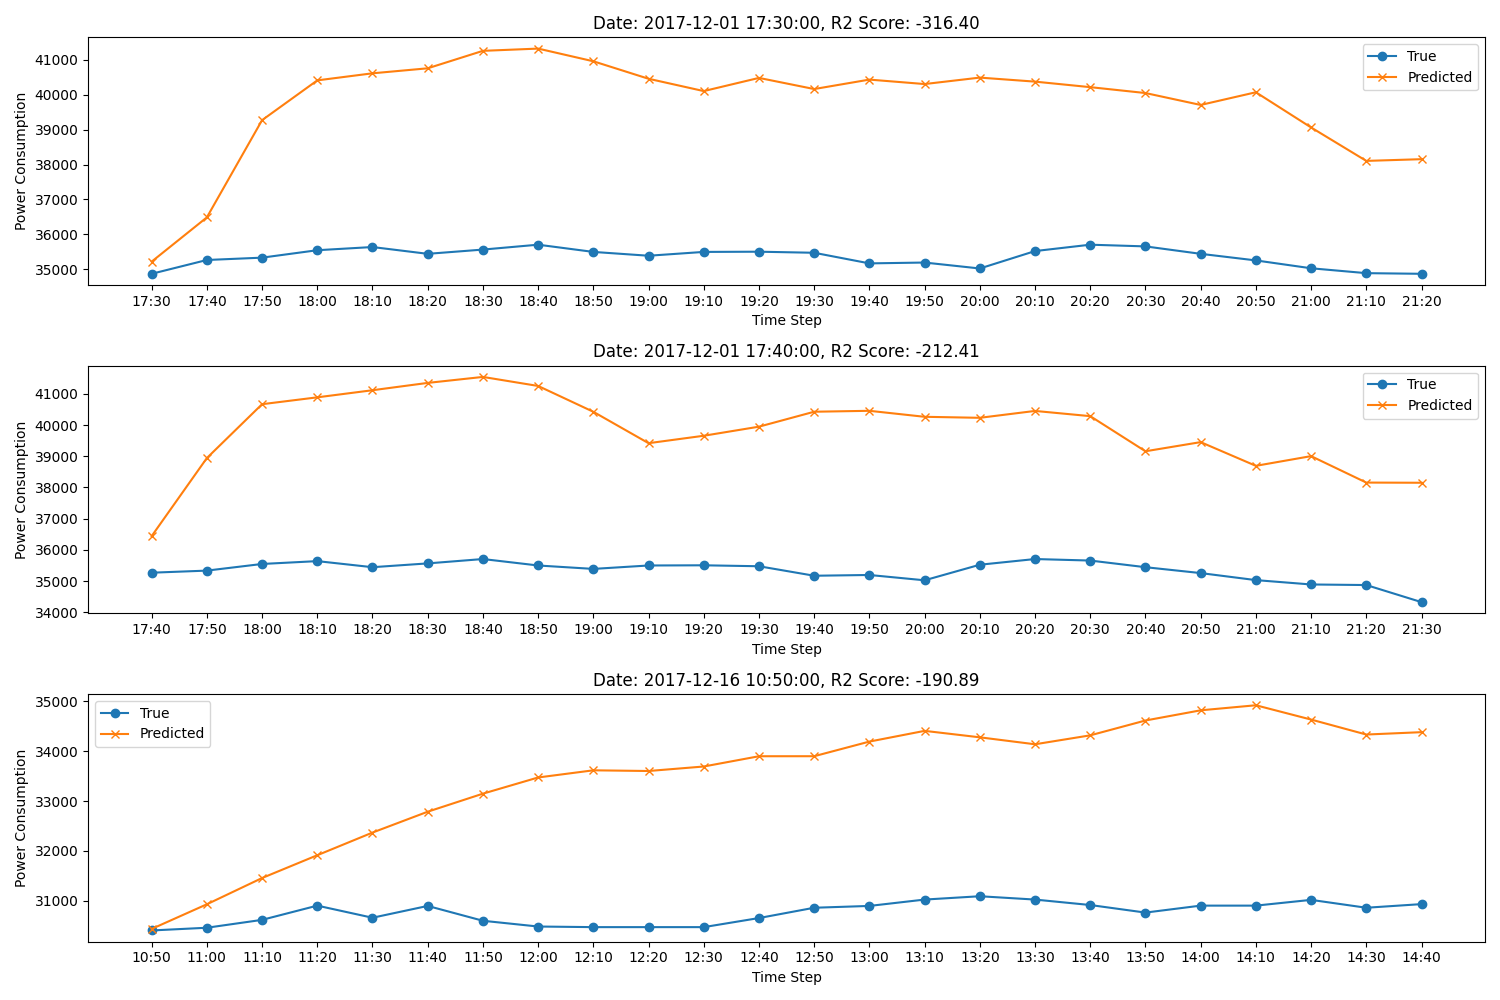 Date: 2017-12-01 17:30:00, R2 Score: -316.40
True
Predicted
41000
40000
39000
38000
37000
36000
35000
Power Consumption
17:30 17:40 17:50 18:00 18:10 18:20 18:30 18:40 18:50 19:00 19:10 19:20 19:30 19:40 19:50 20:00 20:10 20:20 20:30 20:40 20:50 21:00 21:10 21:20
Time Step
Date: 2017-12-01 17:40:00, R2 Score: -212.41
True
Predicted
41000
40000
39000
38000
37000
36000
35000
34000
Power Consumption
17:40 17:50 18:00 18:10 18:20 18:30 18:40 18:50 19:00 19:10 19:20 19:30 19:40 19:50 20:00 20:10 20:20 20:30 20:40 20:50 21:00 21:10 21:20 21:30
Time Step
Date: 2017-12-16 10:50:00, R2 Score: -190.89
True
Predicted
35000
34000
33000
32000
31000
Power Consumption
10:50 11:00 11:10 11:20 11:30 11:40 11:50 12:00 12:10 12:20 12:30 12:40 12:50 13:00 13:10 13:20 13:30 13:40 13:50 14:00 14:10 14:20 14:30 14:40
Time Step